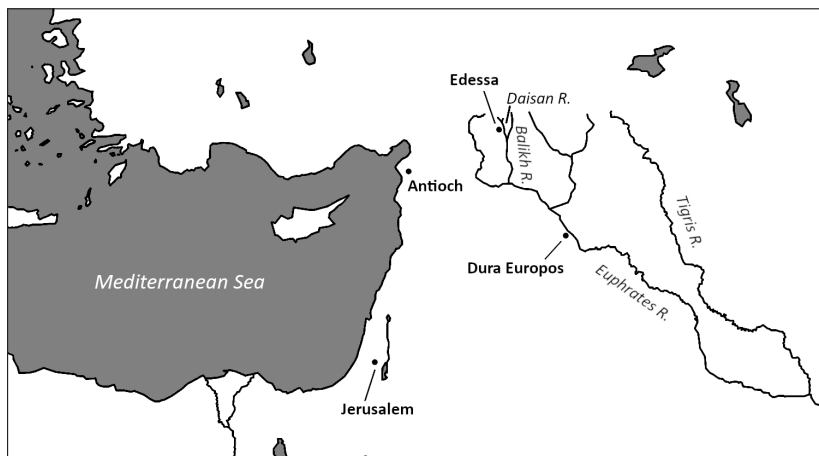 Edessa
Daisan R.
Balikh R.
Antioch
Tigris R.
Dura Europos
Mediterranean Sea
Euphrates R.
Jerusalem